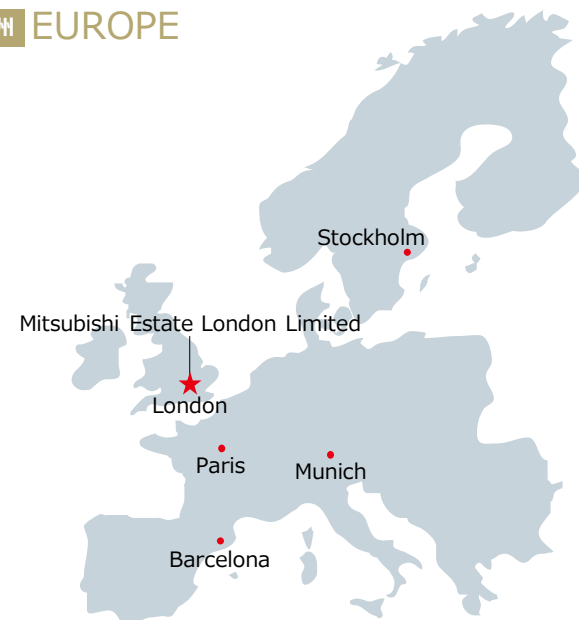 EUROPE
Stockholm
Mitsubishi Estate London Limited
London
Paris
Munich
Barcelona